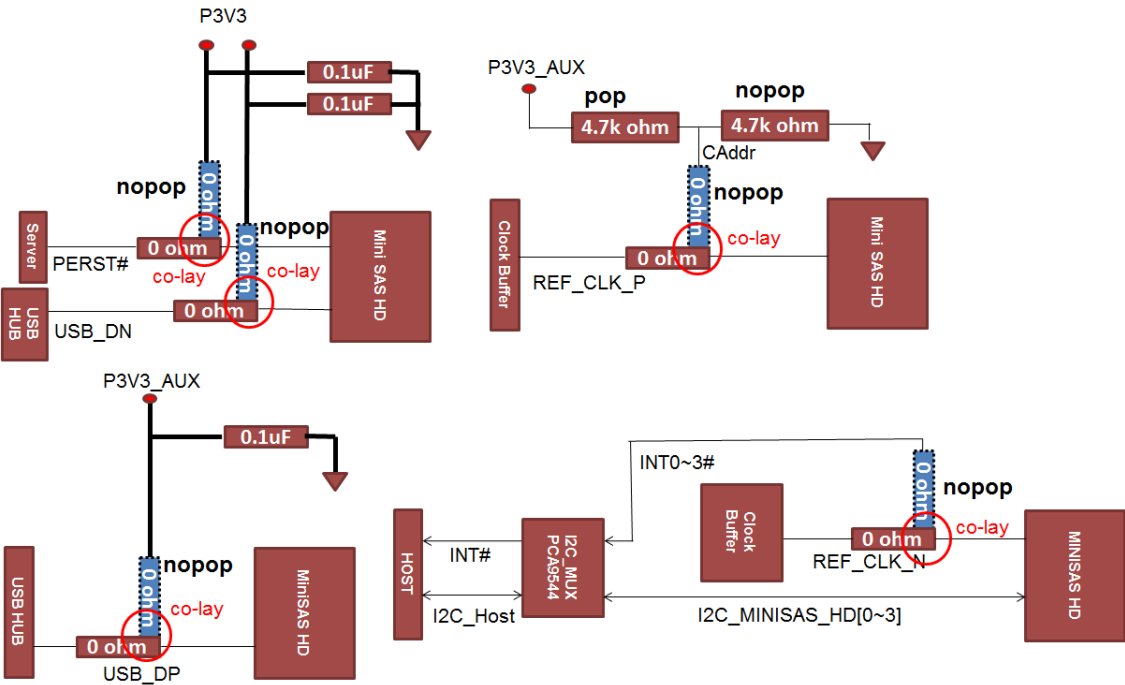 P3V3
0.1uF
0.1uF
nopop
0 ohm
nopop
0 ohm
Server
PERST#
0 ohm
co-lay
co-lay
Mini SAS HD
USB
HUB
USB_DN
0 ohm
P3V3_AUX
pop
nopop
4.7k ohm
4.7k ohm
CAddr
0 ohm
nopop
co-lay
Clock Buffer
0 ohm
REF_CLK_P
Mini SAS HD
P3V3_AUX
0.1uF
nopop
0 ohm
co-lay
USB HUB
0 ohm
USB_DP
MiniSAS HD
INT0~3#
0 ohm
nopop
co-lay
Clock
Buffer
0 ohm
REF_CLK_N
MINISAS HD
HOST
INT#
I2C_Host
I2C_MUX
PCA9544
I2C_MINISAS_HD[0~3]